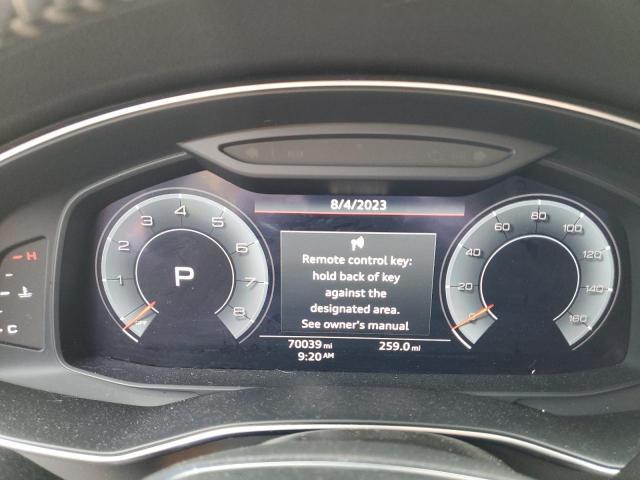 8/4/2023
Remote control key:
hold back of key
against the
designated area.
See owner's manual
70039 mi 259.0 mi
9:20 AM
P
1
2
3
4
5
6
7
8
0
20
40
60
80
100
120
140
160
H
C